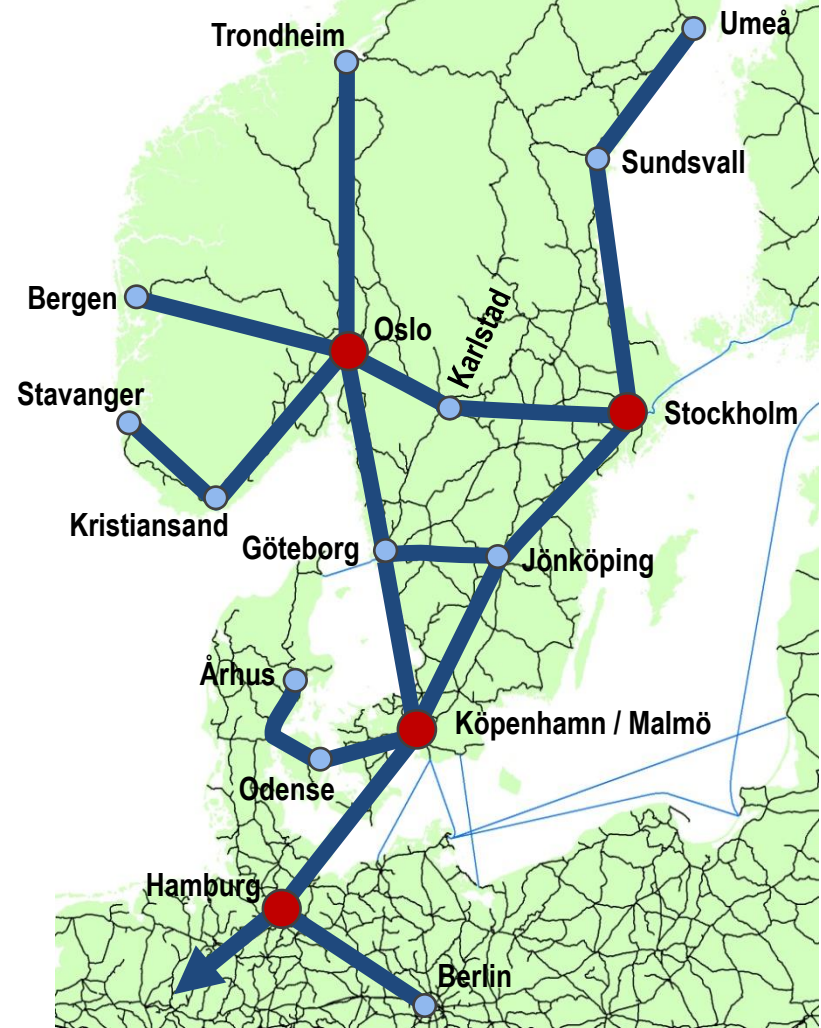 Umeå
Trondheim
Sundsvall
Bergen
Oslo
Karlstad
Stavanger
Stockholm
Kristiansand
Göteborg
Jönköping
Århus
Köpenhamn / Malmö
Odense
Hamburg
Berlin